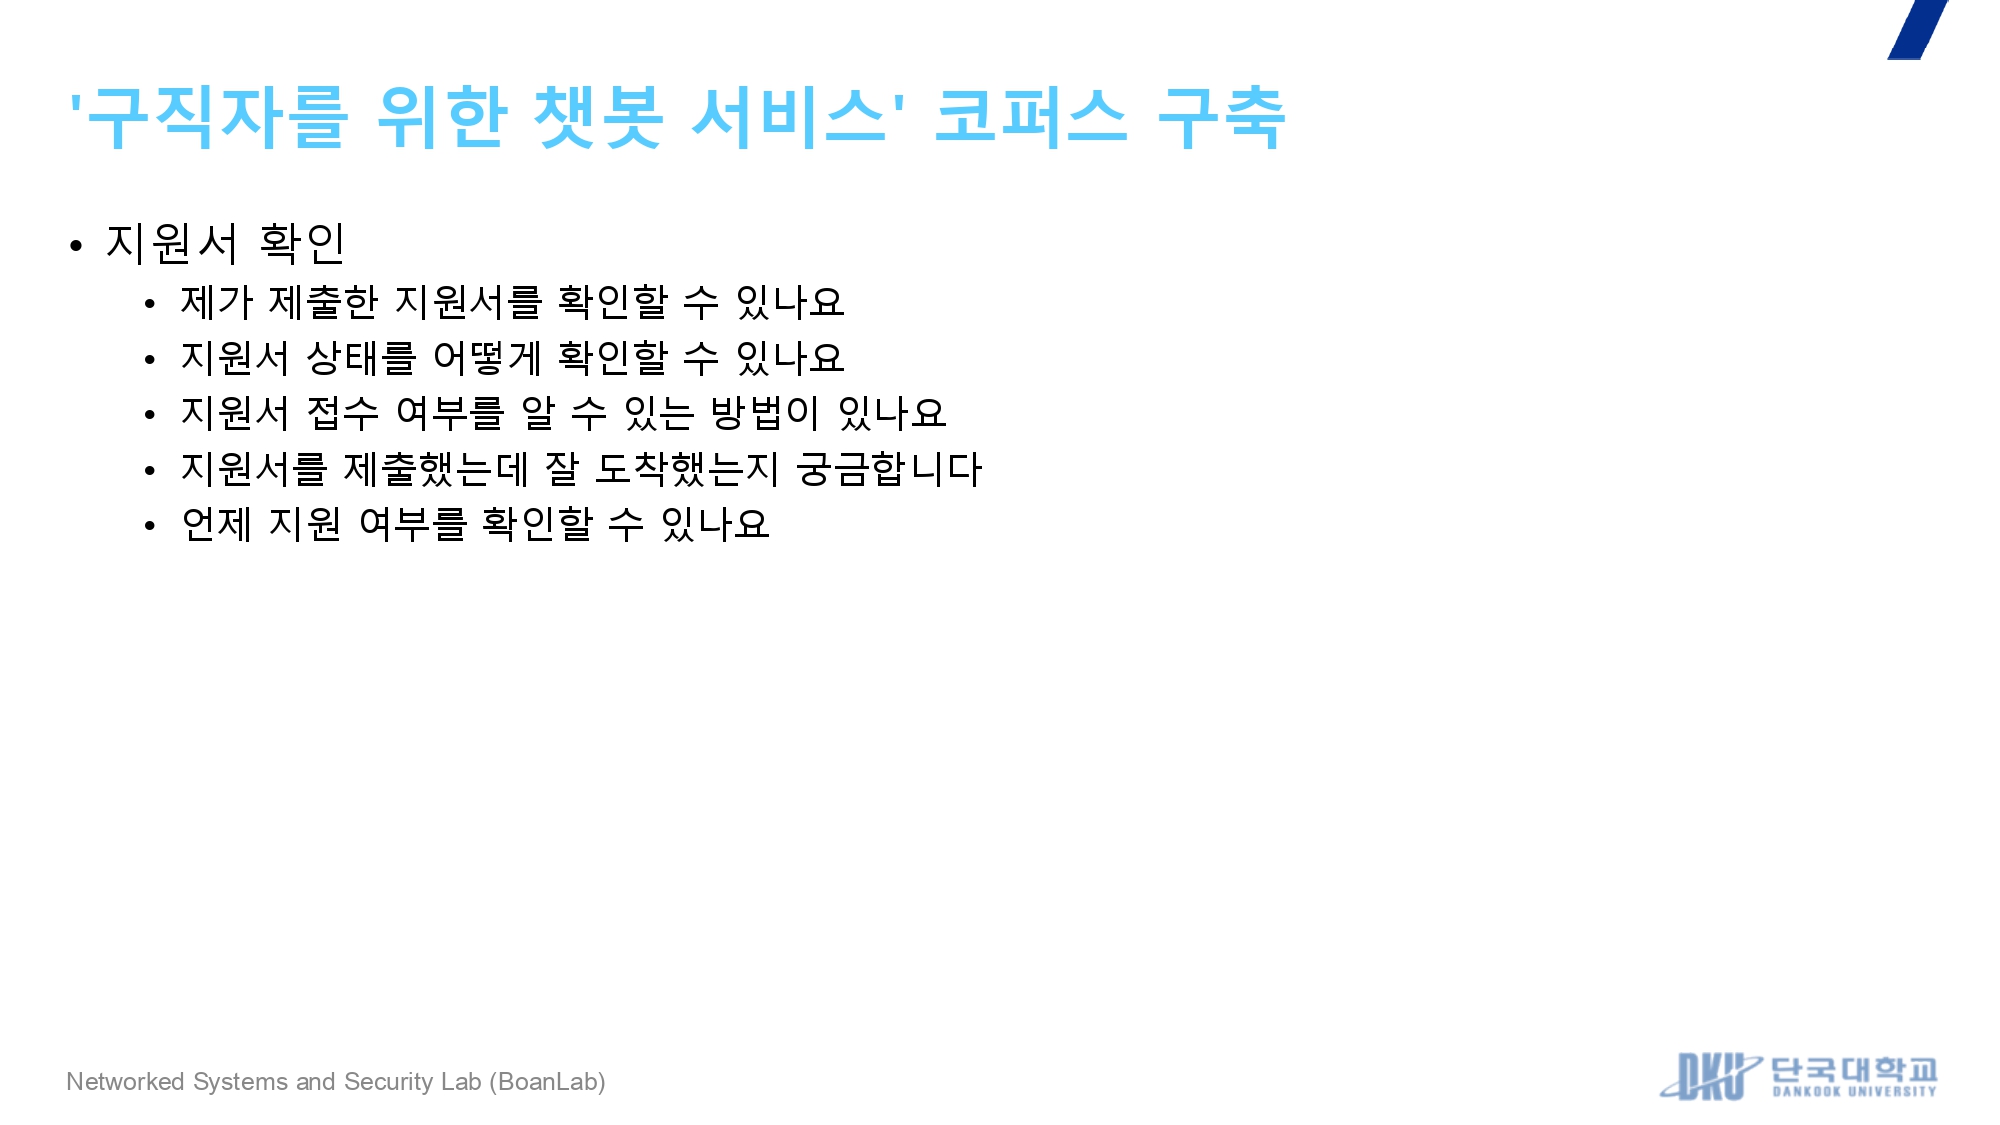 '구직자를 위한 챗봇 서비스' 코퍼스 구축
• 지원서 확인
• 제가 제출한 지원서를 확인할 수 있나요
• 지원서 상태를 어떻게 확인할 수 있나요
• 지원서 접수 여부를 알 수 있는 방법이 있나요
• 지원서를 제출했는데 잘 도착했는지 궁금합니다
• 언제 지원 여부를 확인할 수 있나요
Networked Systems and Security Lab (BoanLab)
DKU 단국대학교
DANKOOK UNIVERSITY